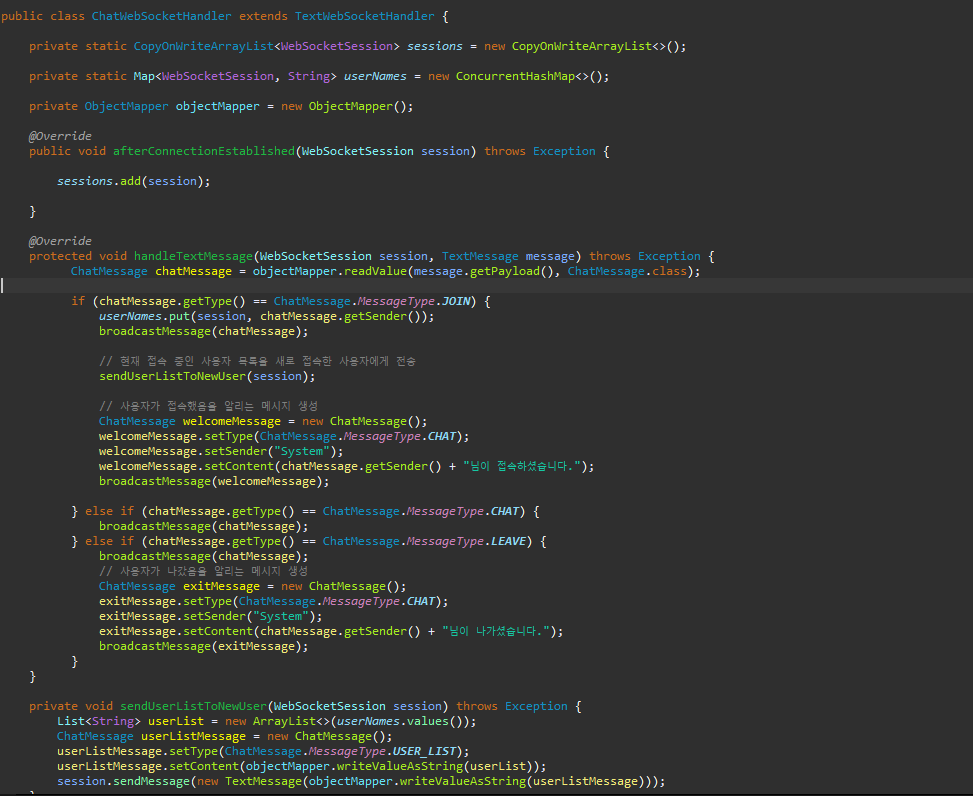 public class ChatWebSocketHandler extends TextWebSocketHandler {
private static CopyOnWriteArrayList<WebSocketSession> sessions = new CopyOnWriteArrayList<>();
private static Map<WebSocketSession, String> userNames = new ConcurrentHashMap<>();
private ObjectMapper objectMapper = new ObjectMapper();
@Override
public void afterConnectionEstablished(WebSocketSession session) throws Exception {
sessions.add(session);
}
@Override
protected void handleTextMessage(WebSocketSession session, TextMessage message) throws Exception {
ChatMessage chatMessage = objectMapper.readValue(message.getPayload(), ChatMessage.class);
if (chatMessage.getType() == ChatMessage.MessageType.JOIN) {
userNames.put(session, chatMessage.getSender());
broadcastMessage(chatMessage);
// 현재 접속 중인 사용자 목록을 새로 접속한 사용자에게 전송
sendUserListToNewUser(session);
// 사용자가 접속했음을 알리는 메시지 생성
ChatMessage welcomeMessage = new ChatMessage();
welcomeMessage.setType(ChatMessage.MessageType.CHAT);
welcomeMessage.setSender("System");
welcomeMessage.setContent(chatMessage.getSender() + "님이 접속하셨습니다.");
broadcastMessage(welcomeMessage);
} else if (chatMessage.getType() == ChatMessage.MessageType.CHAT) {
broadcastMessage(chatMessage);
} else if (chatMessage.getType() == ChatMessage.MessageType.LEAVE) {
broadcastMessage(chatMessage);
// 사용자가 나갔음을 알리는 메시지 생성
ChatMessage exitMessage = new ChatMessage();
exitMessage.setType(ChatMessage.MessageType.CHAT);
exitMessage.setSender("System");
exitMessage.setContent(chatMessage.getSender() + "님이 나가셨습니다.");
broadcastMessage(exitMessage);
}
}
private void sendUserListToNewUser(WebSocketSession session) throws Exception {
List<String> userList = new ArrayList<>(userNames.values());
ChatMessage userListMessage = new ChatMessage();
userListMessage.setType(ChatMessage.MessageType.USER_LIST);
userListMessage.setContent(objectMapper.writeValueAsString(userList));
session.sendMessage(new TextMessage(objectMapper.writeValueAsString(userListMessage)));